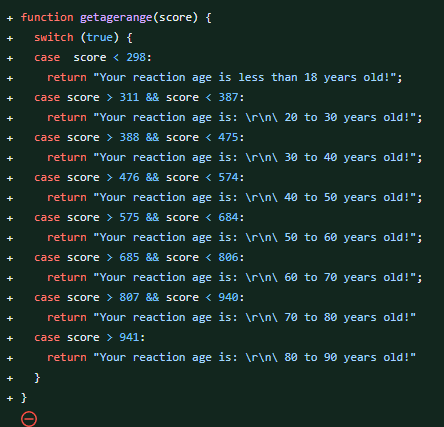 + function getagerange(score) {
+   switch (true) {
+   case  score < 298:
+     return "Your reaction age is less than 18 years old!";
+   case score > 311 && score < 387:
+     return "Your reaction age is: \r\n\ 20 to 30 years old!";
+   case score > 388 && score < 475:
+     return "Your reaction age is: \r\n\ 30 to 40 years old!";
+   case score > 476 && score < 574:
+     return "Your reaction age is: \r\n\ 40 to 50 years old!";
+   case score > 575 && score < 684:
+     return "Your reaction age is: \r\n\ 50 to 60 years old!";
+   case score > 685 && score < 806:
+     return "Your reaction age is: \r\n\ 60 to 70 years old!";
+   case score > 807 && score < 940:
+     return "Your reaction age is: \r\n\ 70 to 80 years old!"
+   case score > 941:
+     return "Your reaction age is: \r\n\ 80 to 90 years old!"
+   }
+ }